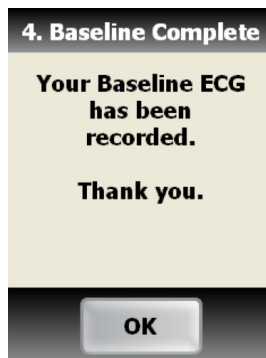 4. Baseline Complete
Your Baseline ECG
has been
recorded.
Thank you.
OK